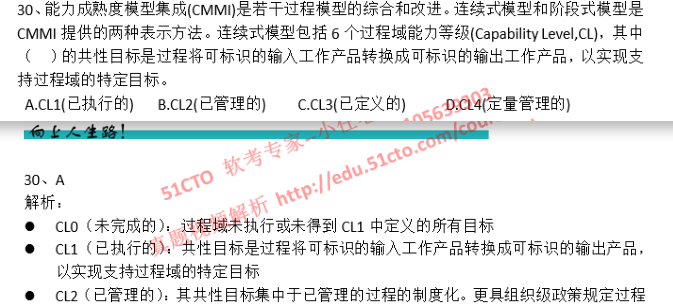 30、能力成熟度模型集成(CMMI)是若干过程模型的综合和改进。连续式模型和阶段式模型是
CMMI 提供的两种表示方法。连续式模型包括 6 个过程域能力等级(Capability Level,CL)，其中
（ ）的共性目标是过程将可标识的输入工作产品转换成可标识的输出工作产品，以实现支
持过程域的特定目标。
A.CL1(已执行的) B.CL2(已管理的) C.CL3(已定义的) D.CL4(定量管理的)
向上人生路！
51CTO 软考专家
真题视频解析 http://edu.51cto.com/cour
30、A
解析：
● CL0（未完成的）：过程域未执行或未得到 CL1 中定义的所有目标
● CL1（已执行的）：共性目标是过程将可标识的输入工作产品转换成可标识的输出产品，
以实现支持过程域的特定目标
● CL2（已管理的）：其共性目标集中于已管理的过程的制度化。更具组织级政策规定过程